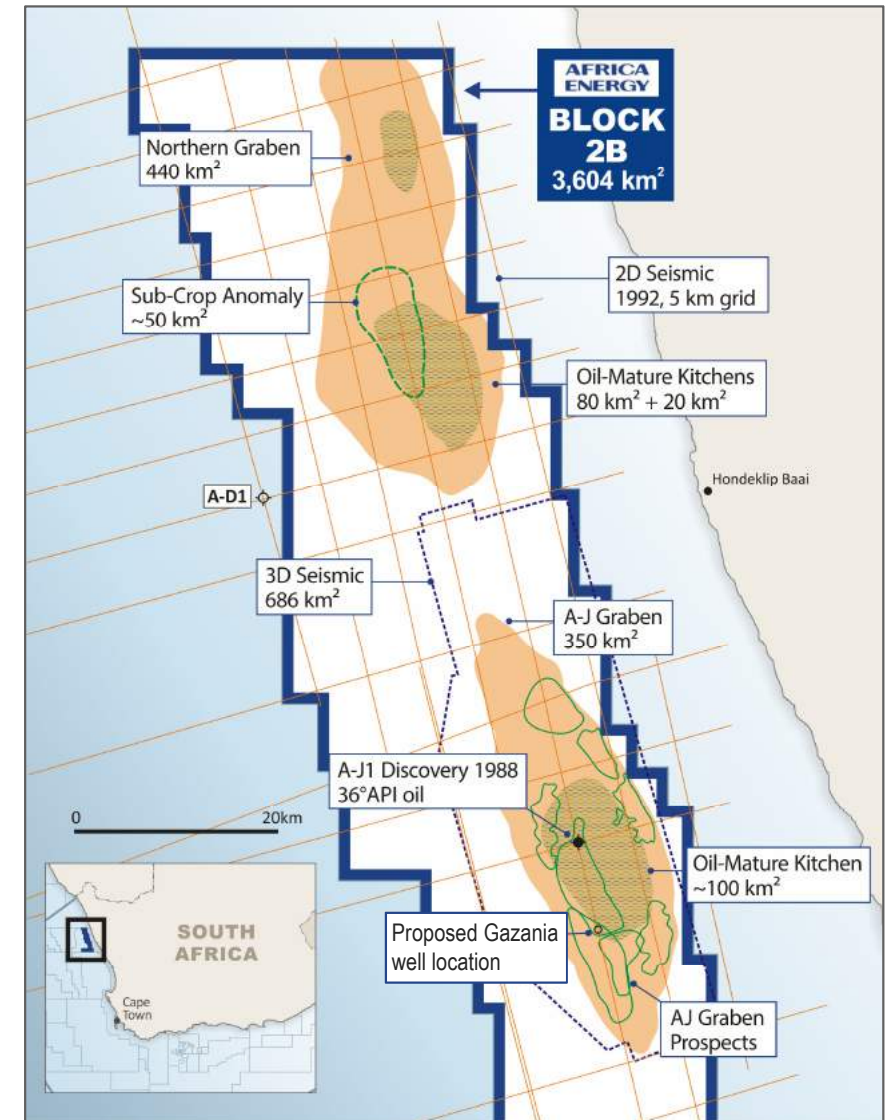 AFRICA
ENERGY
BLOCK
2B
3,604 km²
Northern Graben
440 km²
2D Seismic
1992, 5 km grid
Sub-Crop Anomaly
~50 km²
Oil-Mature Kitchens
80 km² + 20 km²
Hondeklip Baai
A-D1
3D Seismic
686 km²
A-J Graben
350 km²
A-J1 Discovery 1988
36°API oil
0 20km
Oil-Mature Kitchen
~100 km²
SOUTH
AFRICA
Proposed Gazania
well location
Cape
Town
AJ Graben
Prospects